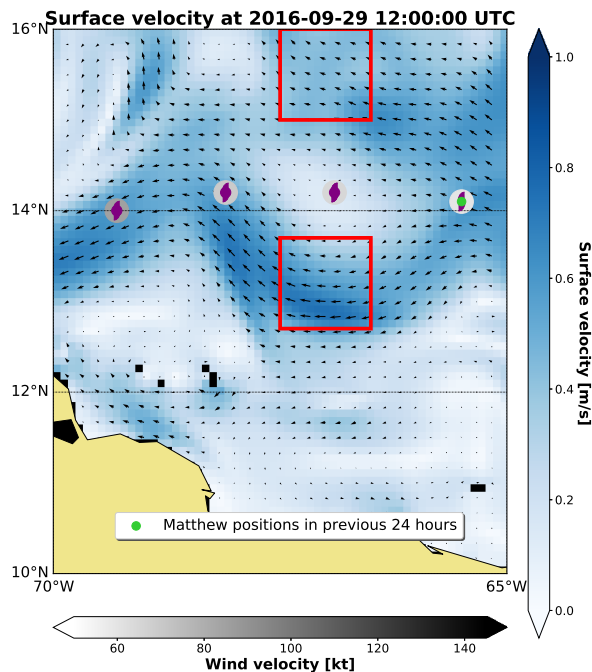 Surface velocity at 2016-09-29 12:00:00 UTC
16°N
15°N
14°N
12°N
10°N
70°W
65°W
Matthew positions in previous 24 hours
1.0
0.8
0.6
0.4
0.2
0.0
Surface velocity [m/s]
60 80 100 120 140
Wind velocity [kt]